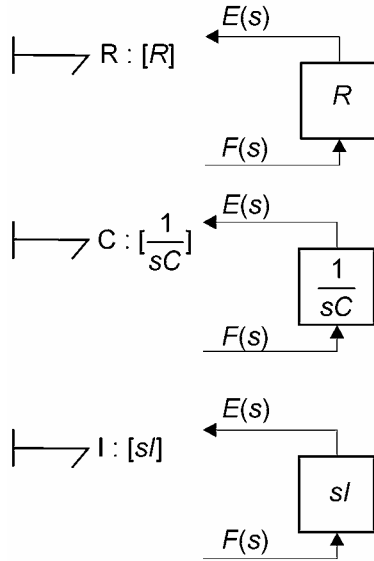 E(s)
R : [R]
R
F(s)
E(s)
C : [1/sC]
1/sC
F(s)
E(s)
I : [sI]
sI
F(s)